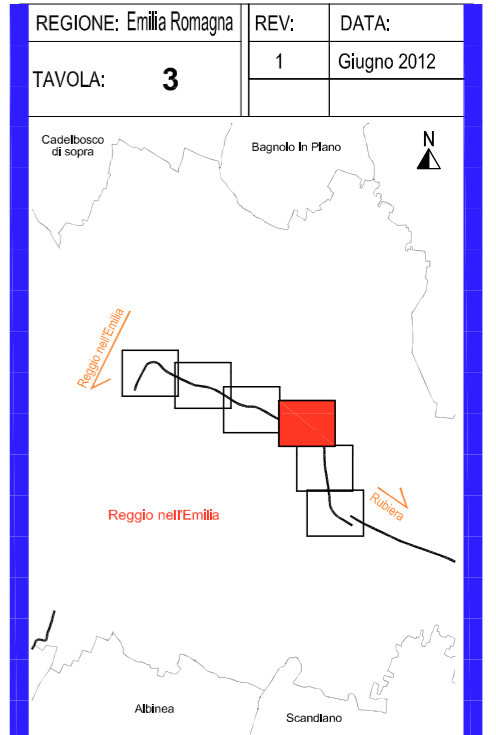 REGIONE: Emilia Romagna
REV:
DATA:
1
Giugno 2012
TAVOLA: 3
Cadelbosco
di sopra
Bagnolo In Piano
N
Reggio nell'Emilia
Rubiera
Reggio nell'Emilia
Albinea
Scandiano